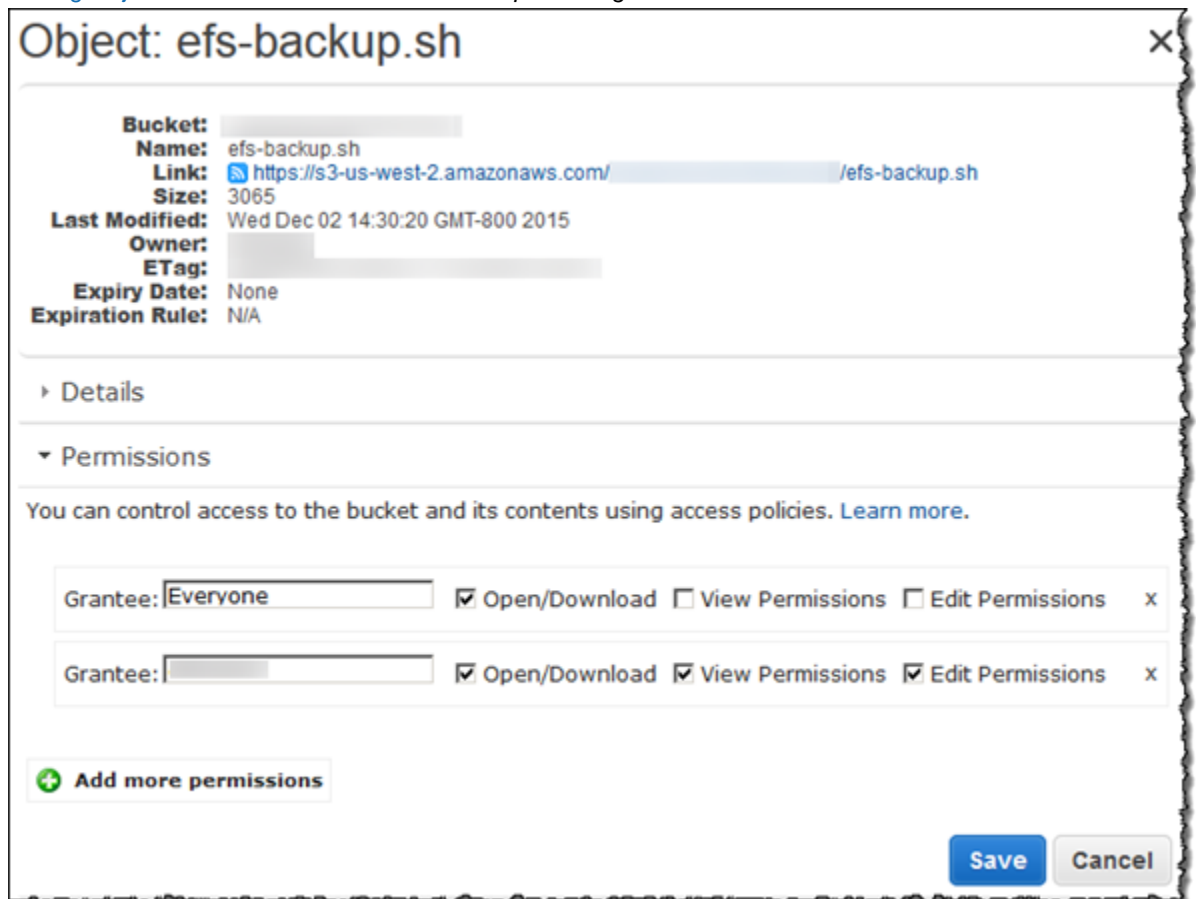 Object: efs-backup.sh
Bucket:
Name: efs-backup.sh
Link: https://s3-us-west-2.amazonaws.com/ /efs-backup.sh
Size: 3065
Last Modified: Wed Dec 02 14:30:20 GMT-800 2015
Owner:
ETag:
Expiry Date: None
Expiration Rule: N/A
Details
Permissions
You can control access to the bucket and its contents using access policies. Learn more.
Grantee: Everyone Open/Download View Permissions Edit Permissions x
Grantee: Open/Download View Permissions Edit Permissions x
Add more permissions
Save Cancel